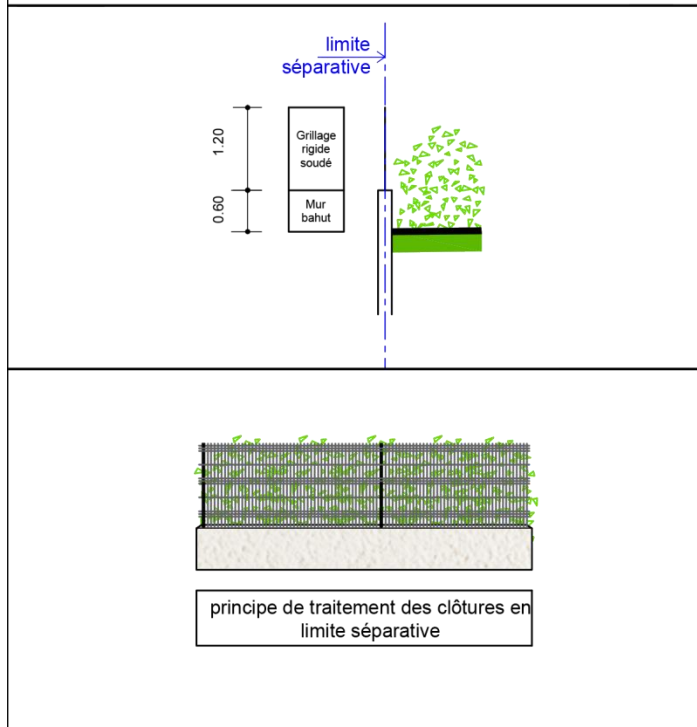 limite
séparative
1.20
Grillage
rigide
soudé
0.60
Mur
bahut
principe de traitement des clôtures en
limite séparative